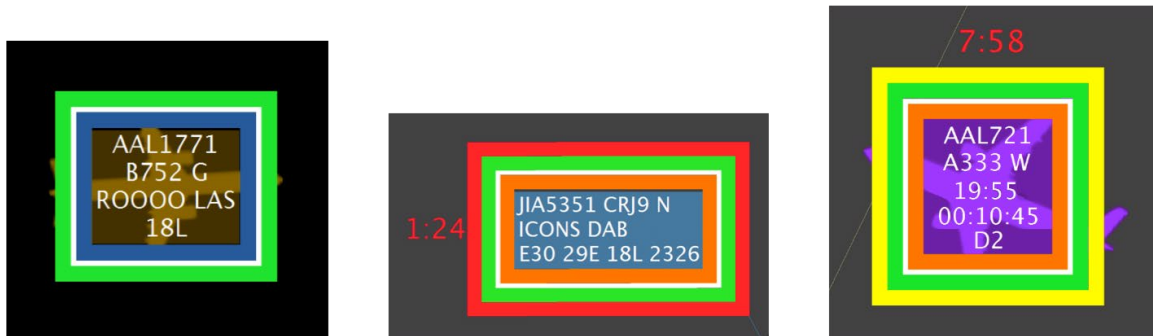 AAL1771
B752 G
ROOOO LAS
18L
1:24
JIA5351 CRJ9 N
ICONS DAB
E30 29E 18L 2326
7:58
AAL721
A333 W
19:55
00:10:45
D2